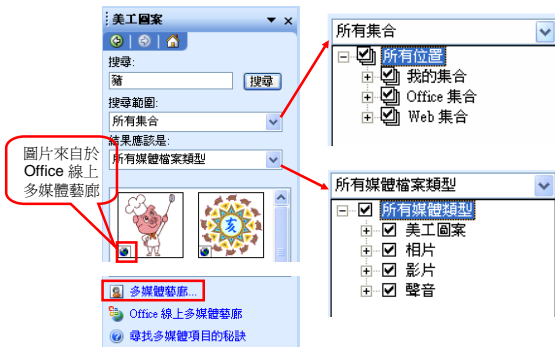 美工圖案
搜尋:
豬
搜尋
搜尋範圍:
所有集合
結果應該是:
所有媒體檔案類型
圖片來自於
Office 線上
多媒體藝廊
亥
多媒體藝廊...
Office 線上多媒體藝廊
尋找多媒體項目的秘訣
所有集合
所有位置
我的集合
Office 集合
Web 集合
所有媒體檔案類型
所有媒體類型
美工圖案
相片
影片
聲音